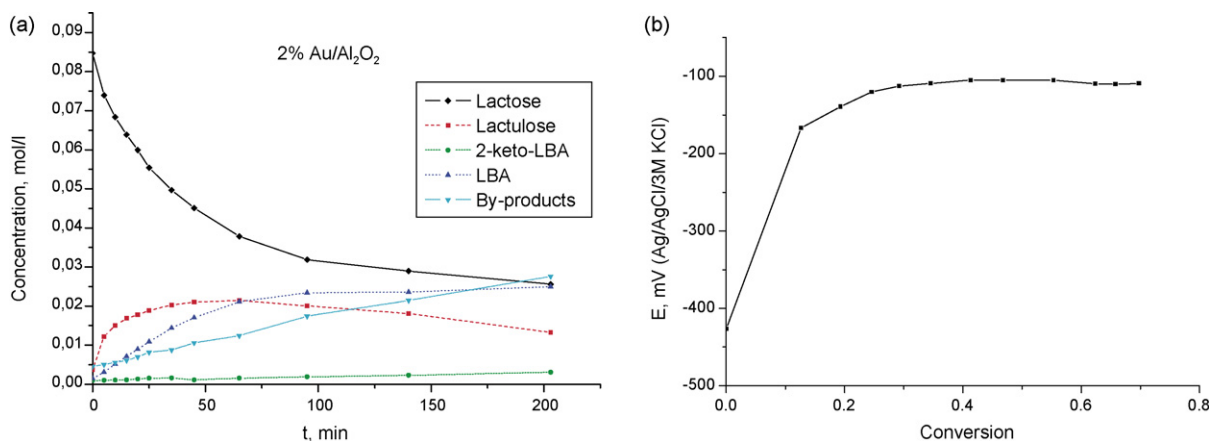 (a)
2% Au/Al₂O₂
Concentration, mol/l
0,09
0,08
0,07
0,06
0,05
0,04
0,03
0,02
0,01
0,00
Lactose
Lactulose
2-keto-LBA
LBA
By-products
0
50
100
150
200
t, min
(b)
E, mV (Ag/AgCl/3M KCl)
-100
-200
-300
-400
-500
0.0
0.2
0.4
0.6
0.8
Conversion